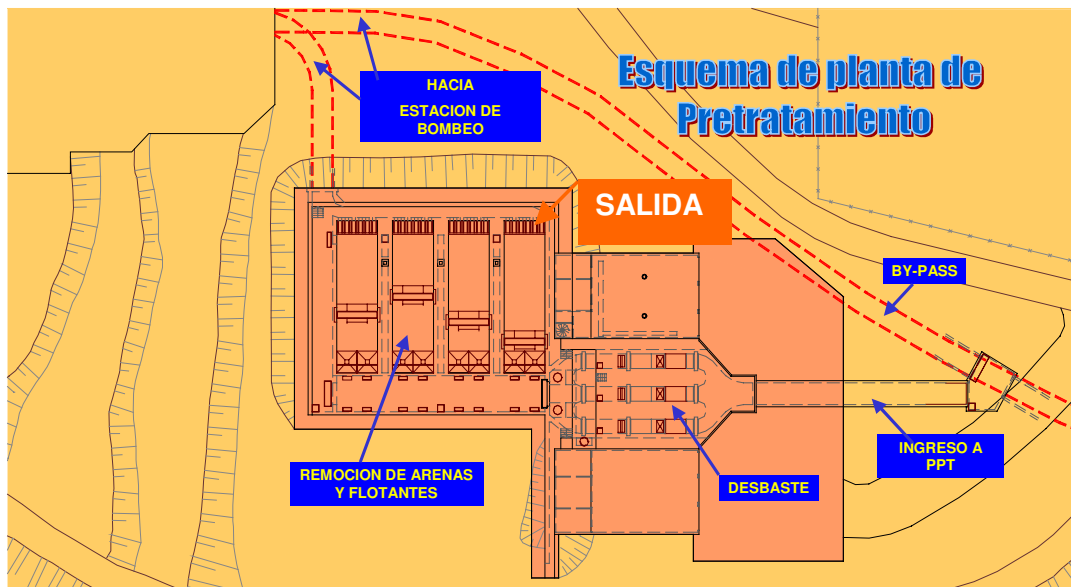 Esquema de planta de
Pretratamiento
HACIA
ESTACION DE
BOMBEO
SALIDA
BY-PASS
INGRESO A
PPT
DESBASTE
REMOCION DE ARENAS
Y FLOTANTES